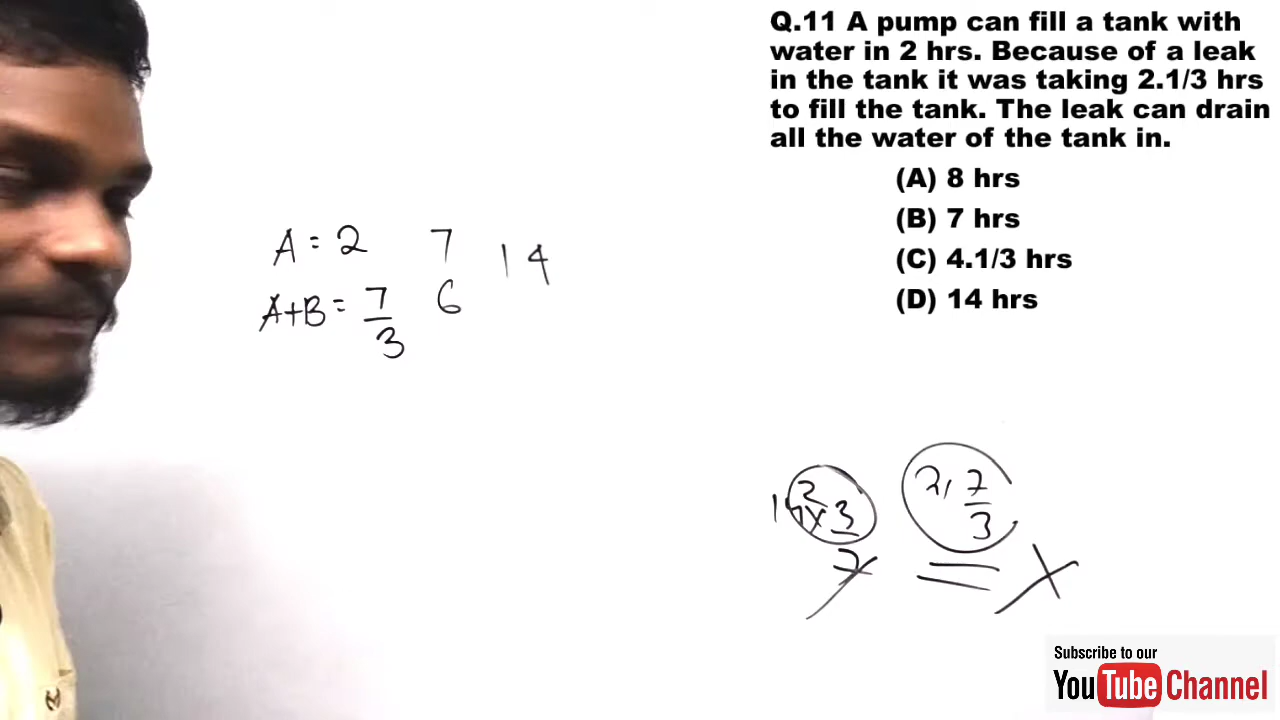 Q.11 A pump can fill a tank with
water in 2 hrs. Because of a leak
in the tank it was taking 2.1/3 hrs
to fill the tank. The leak can drain
all the water of the tank in.
(A) 8 hrs
(B) 7 hrs
(C) 4.1/3 hrs
(D) 14 hrs
A = 2 7
14
A+B = 7/3 6
2, 7/3
Subscribe to our
YouTube Channel